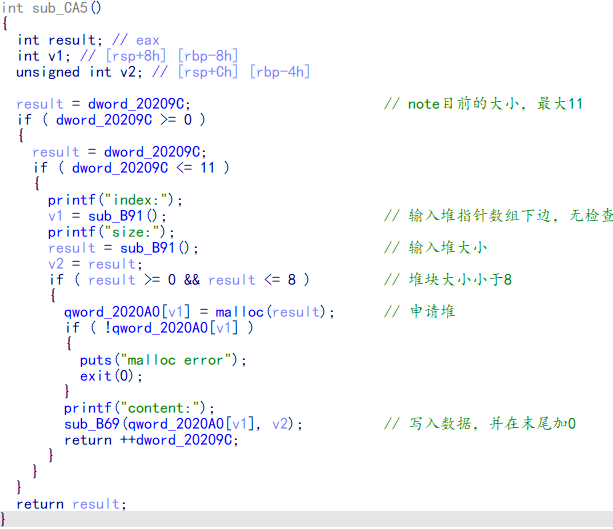 int sub_CA5()
{
  int result; // eax
  int v1; // [rsp+8h] [rbp-8h]
  unsigned int v2; // [rsp+Ch] [rbp-4h]

  result = dword_20209C;                        // note目前的大小，最大11
  if ( dword_20209C >= 0 )
  {
    result = dword_20209C;
    if ( dword_20209C <= 11 )
    {
      printf("index:");
      v1 = sub_B91();                           // 输入堆指针数组下边，无检查
      printf("size:");
      result = sub_B91();                       // 输入堆大小
      v2 = result;
      if ( result >= 0 && result <= 8 )         // 堆块大小小于8
      {
        qword_2020A0[v1] = malloc(result);      // 申请堆
        if ( !qword_2020A0[v1] )
        {
          puts("malloc error");
          exit(0);
        }
        printf("content:");
        sub_B69(qword_2020A0[v1], v2);          // 写入数据，并在末尾加0
        return ++dword_20209C;
      }
    }
  }
  return result;
}